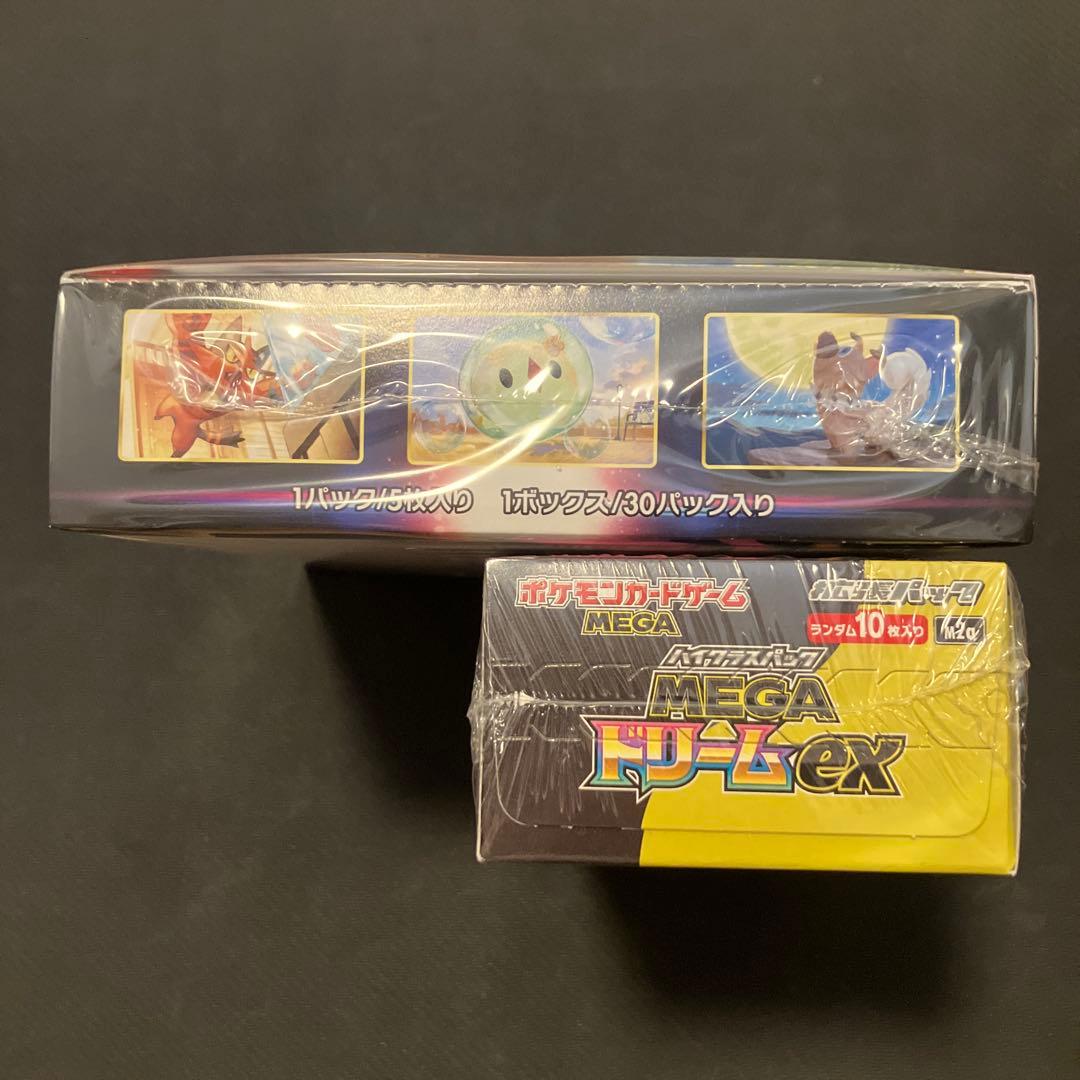 1パック/5枚入り 1ボックス/30パック入り
ポケモンカードゲーム
MEGA
拡張パック
ランダム10枚入り M2a
ハイクラスパック
MEGA
ドリームex